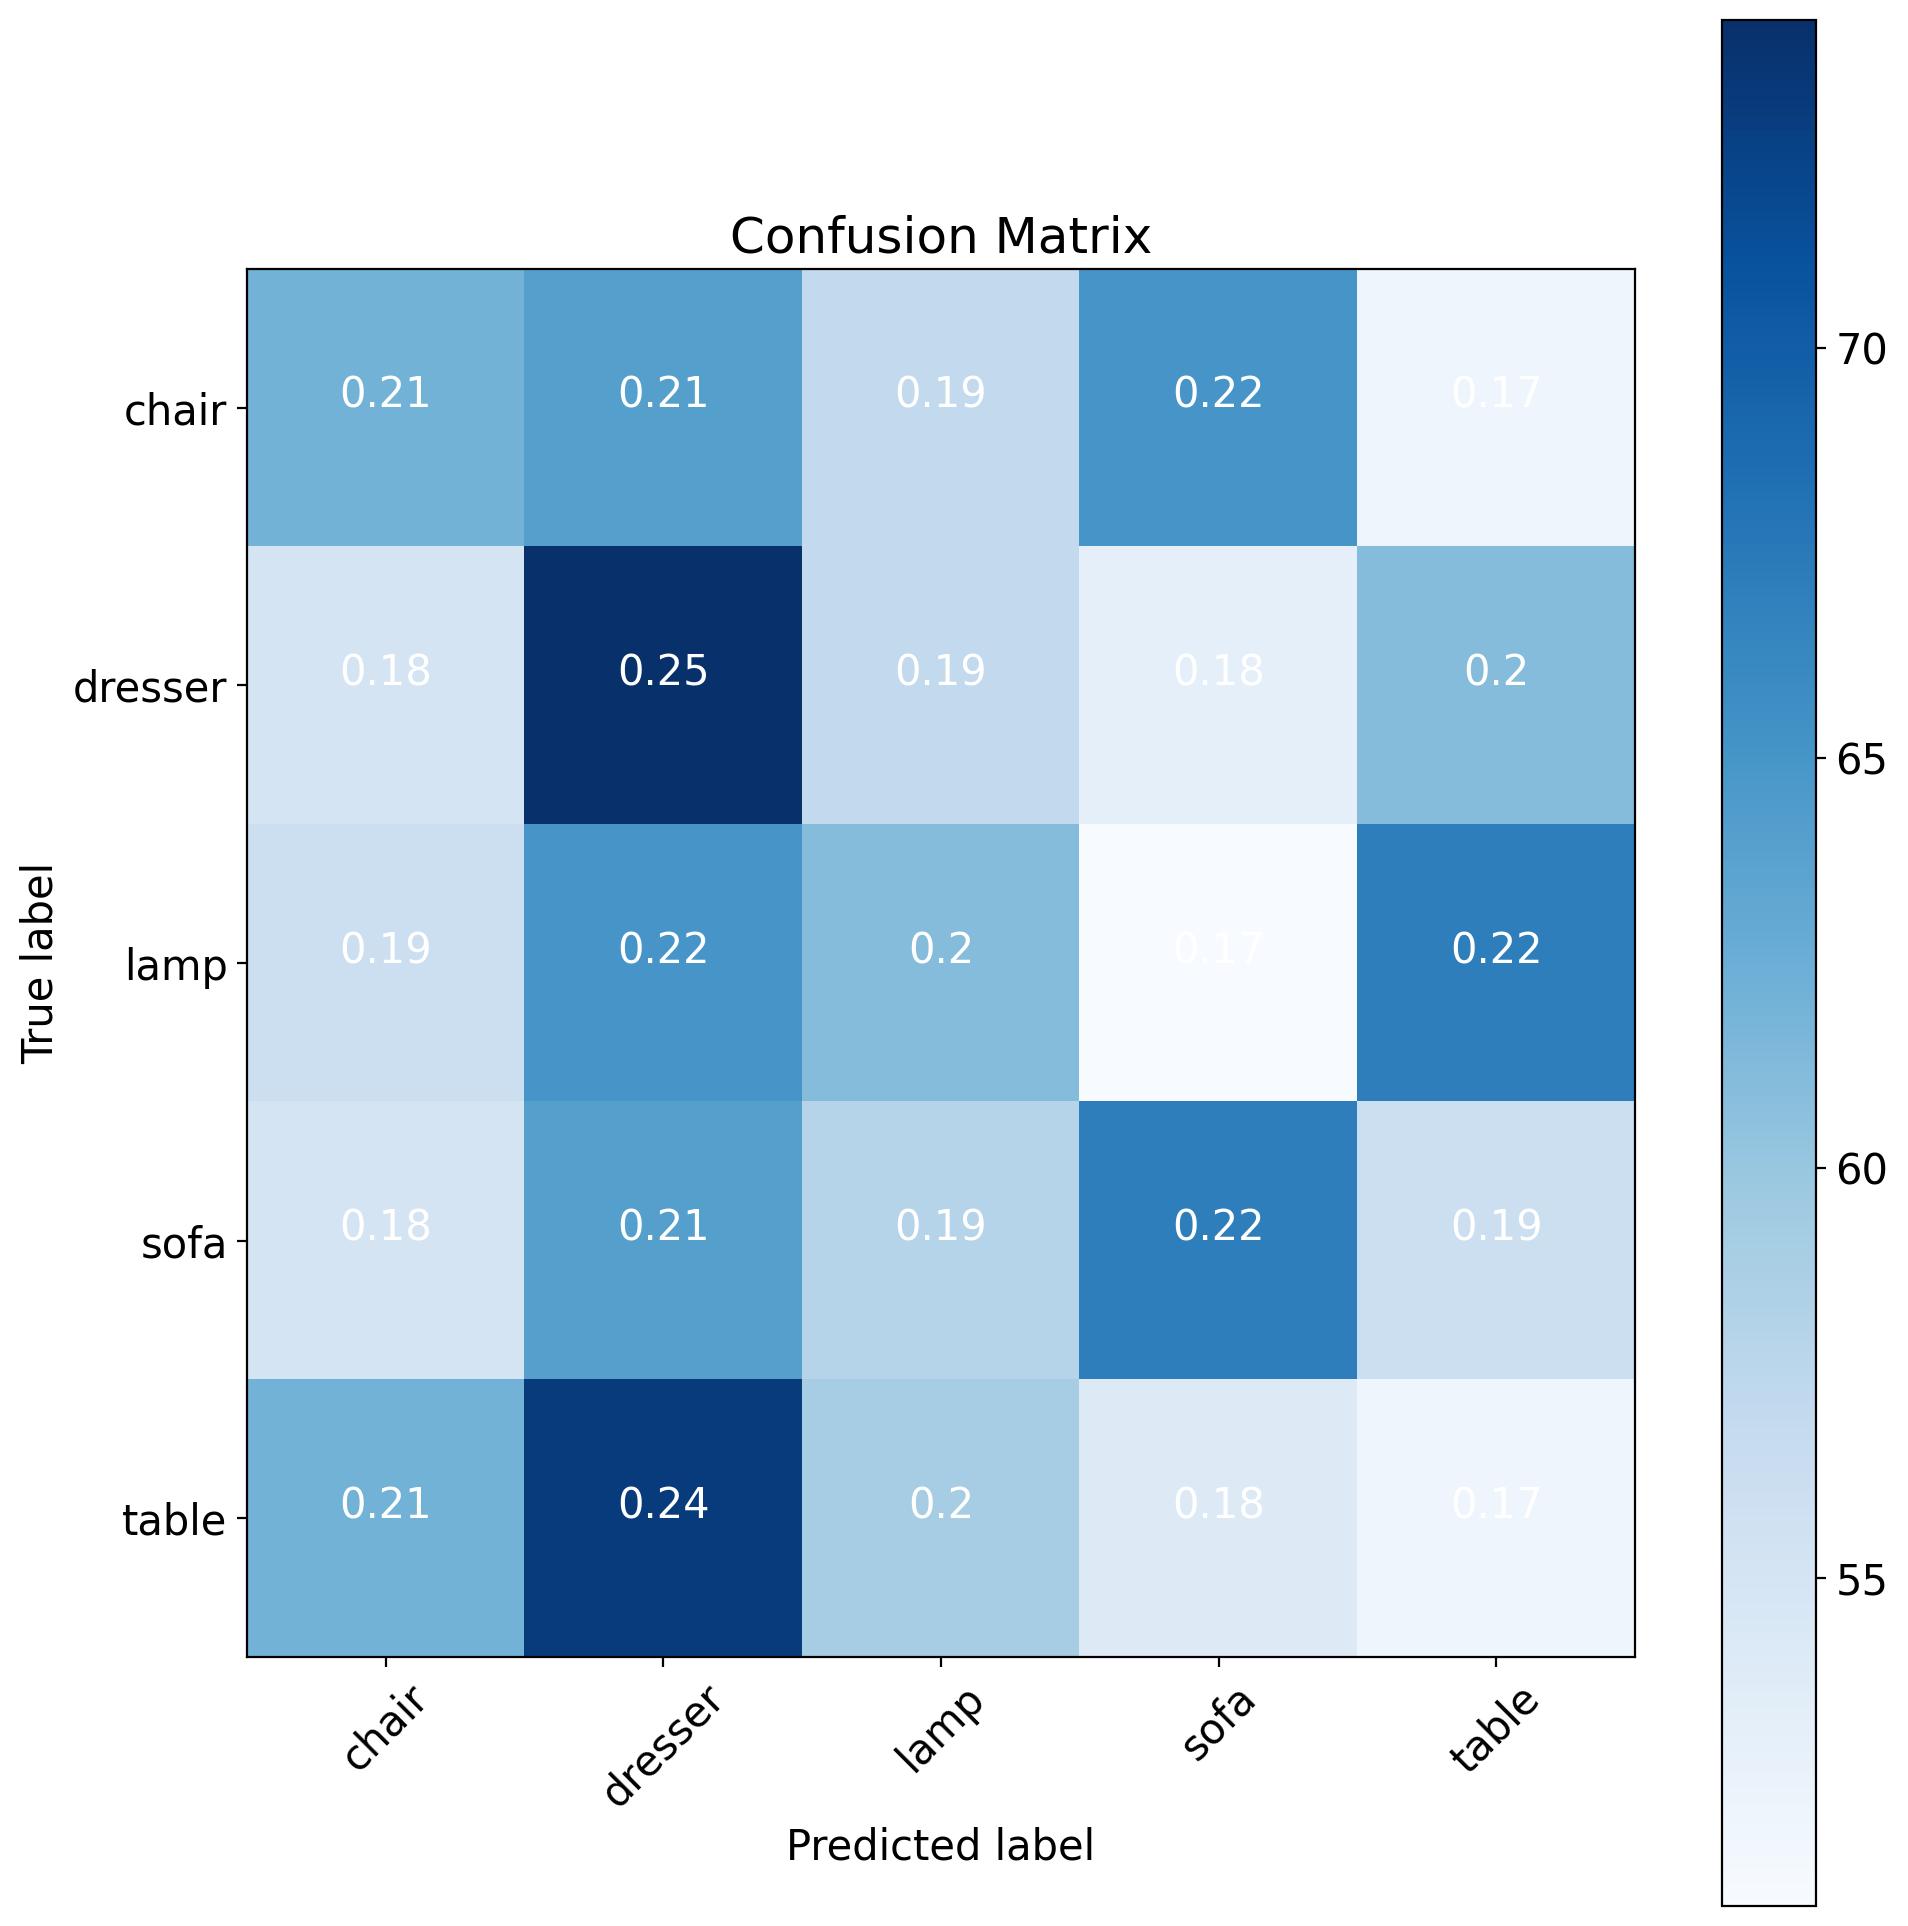 Confusion Matrix
chair 0.21 0.21 0.19 0.22 0.17
dresser 0.18 0.25 0.19 0.18 0.2
lamp 0.19 0.22 0.2 0.17 0.22
sofa 0.18 0.21 0.19 0.22 0.19
table 0.21 0.24 0.2 0.18 0.17
True label
chair dresser lamp sofa table
Predicted label
70
65
60
55